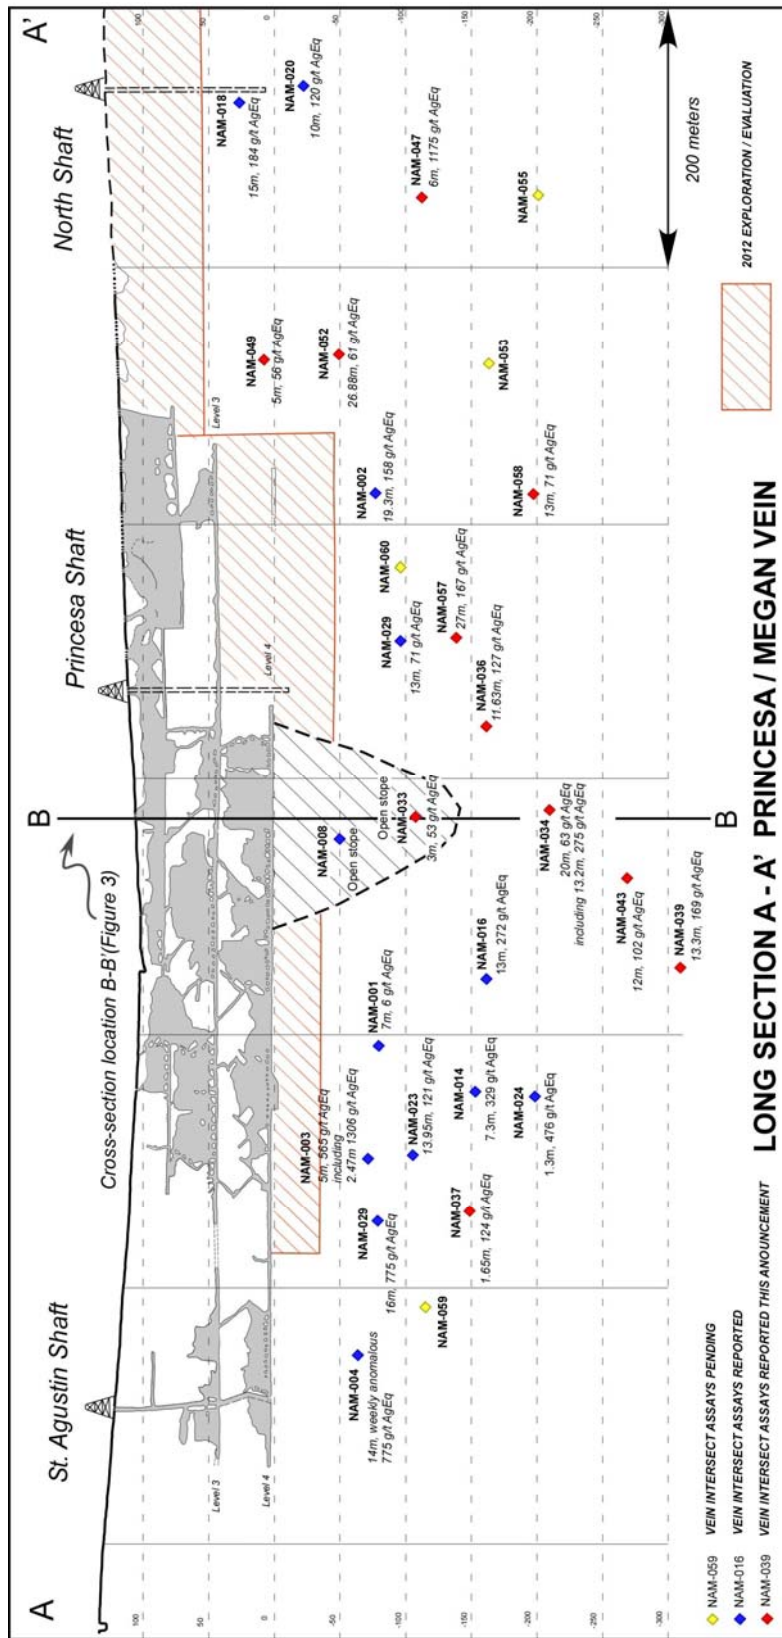 A
A'
St. Agustin Shaft
Princesa Shaft
North Shaft
Cross-section location B-B'(Figure 3)
B
100
50
0
-50
-100
-150
-200
-250
-300
100
50
0
-50
-100
-150
-200
-250
-300
Level 3
Level 4
Level 3
Level 4
NAM-004
14m, weekly anomalous
775 g/t AgEq
NAM-059
NAM-029
16m, 775 g/t AgEq
NAM-003
5m, 565 g/t AgEq
including
2.47m 1306 g/t AgEq
NAM-037
1.65m, 124 g/t AgEq
NAM-023
13.95m, 121 g/t AgEq
NAM-014
7.3m, 329 g/t AgEq
NAM-024
1.3m, 476 g/t AgEq
NAM-001
7m, 6 g/t AgEq
NAM-016
13m, 272 g/t AgEq
NAM-008
Open stope
Open stope
NAM-033
3m, 53 g/t AgEq
NAM-034
20m, 63 g/t AgEq
including 13.2m, 275 g/t AgEq
NAM-043
12m, 102 g/t AgEq
NAM-039
13.3m, 169 g/t AgEq
NAM-036
11.63m, 127 g/t AgEq
NAM-029
13m, 71 g/t AgEq
NAM-060
NAM-057
27m, 167 g/t AgEq
NAM-002
19.3m, 158 g/t AgEq
NAM-058
13m, 71 g/t AgEq
NAM-049
5m, 56 g/t AgEq
NAM-052
26.88m, 61 g/t AgEq
NAM-053
NAM-018
15m, 184 g/t AgEq
NAM-020
10m, 120 g/t AgEq
NAM-047
6m, 1175 g/t AgEq
NAM-055
B
200 meters
2012 EXPLORATION / EVALUATION
NAM-059 VEIN INTERSECT ASSAYS PENDING
NAM-016 VEIN INTERSECT ASSAYS REPORTED
NAM-039 VEIN INTERSECT ASSAYS REPORTED THIS ANOUNCEMENT
LONG SECTION A - A' PRINCESA / MEGAN VEIN